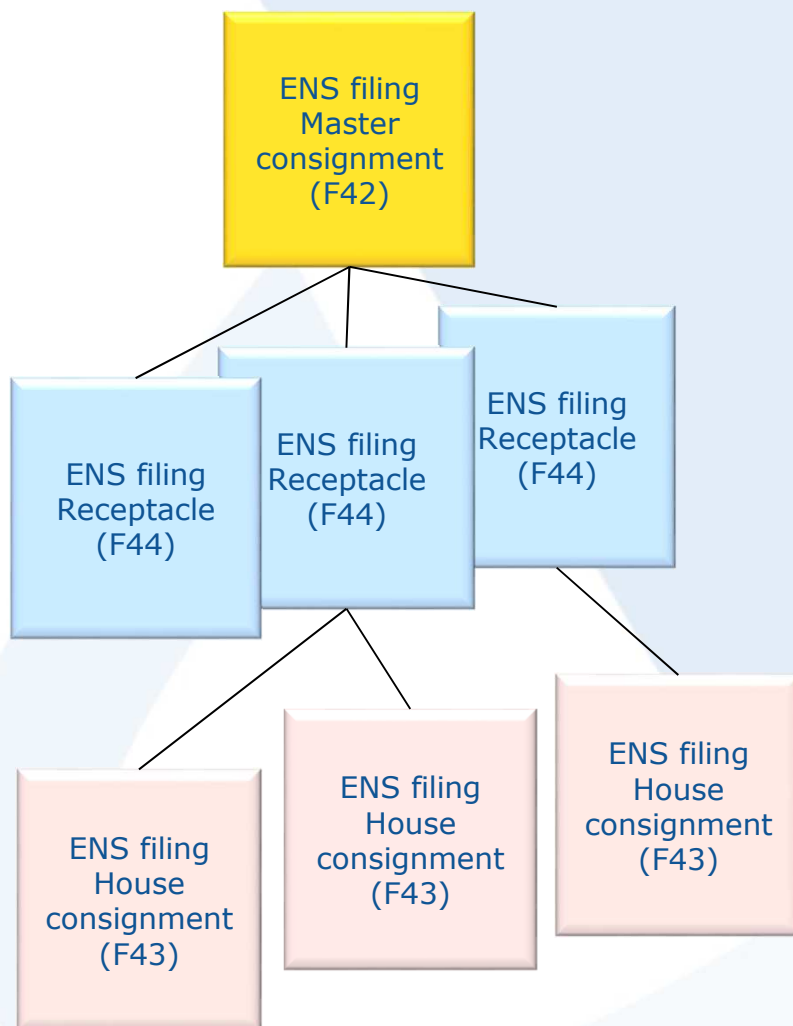 ENS filing
Master
consignment
(F42)
ENS filing
Receptacle
(F44)
ENS filing
Receptacle
(F44)
ENS filing
Receptacle
(F44)
ENS filing
House
consignment
(F43)
ENS filing
House
consignment
(F43)
ENS filing
House
consignment
(F43)